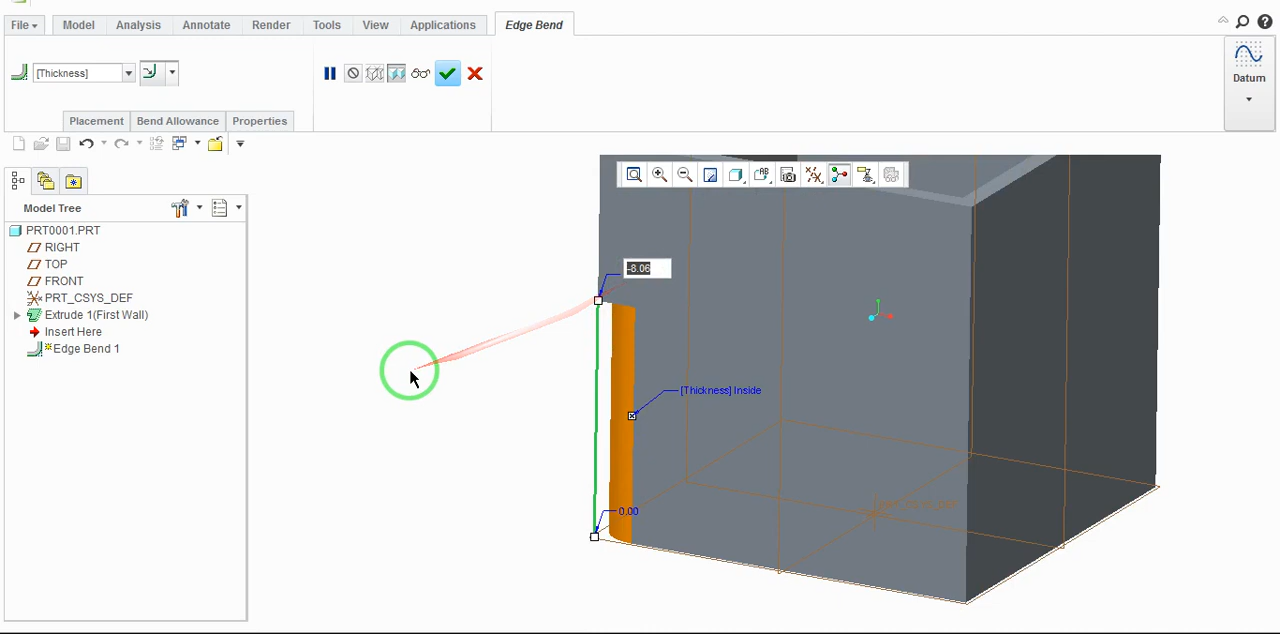 File Model Analysis Annotate Render Tools View Applications Edge Bend
[Thickness]
Datum
Placement Bend Allowance Properties
Model Tree
PRT0001.PRT
RIGHT
TOP
FRONT
PRT_CSYS_DEF
Extrude 1(First Wall)
Insert Here
Edge Bend 1
-8.06
[Thickness] Inside
0.00